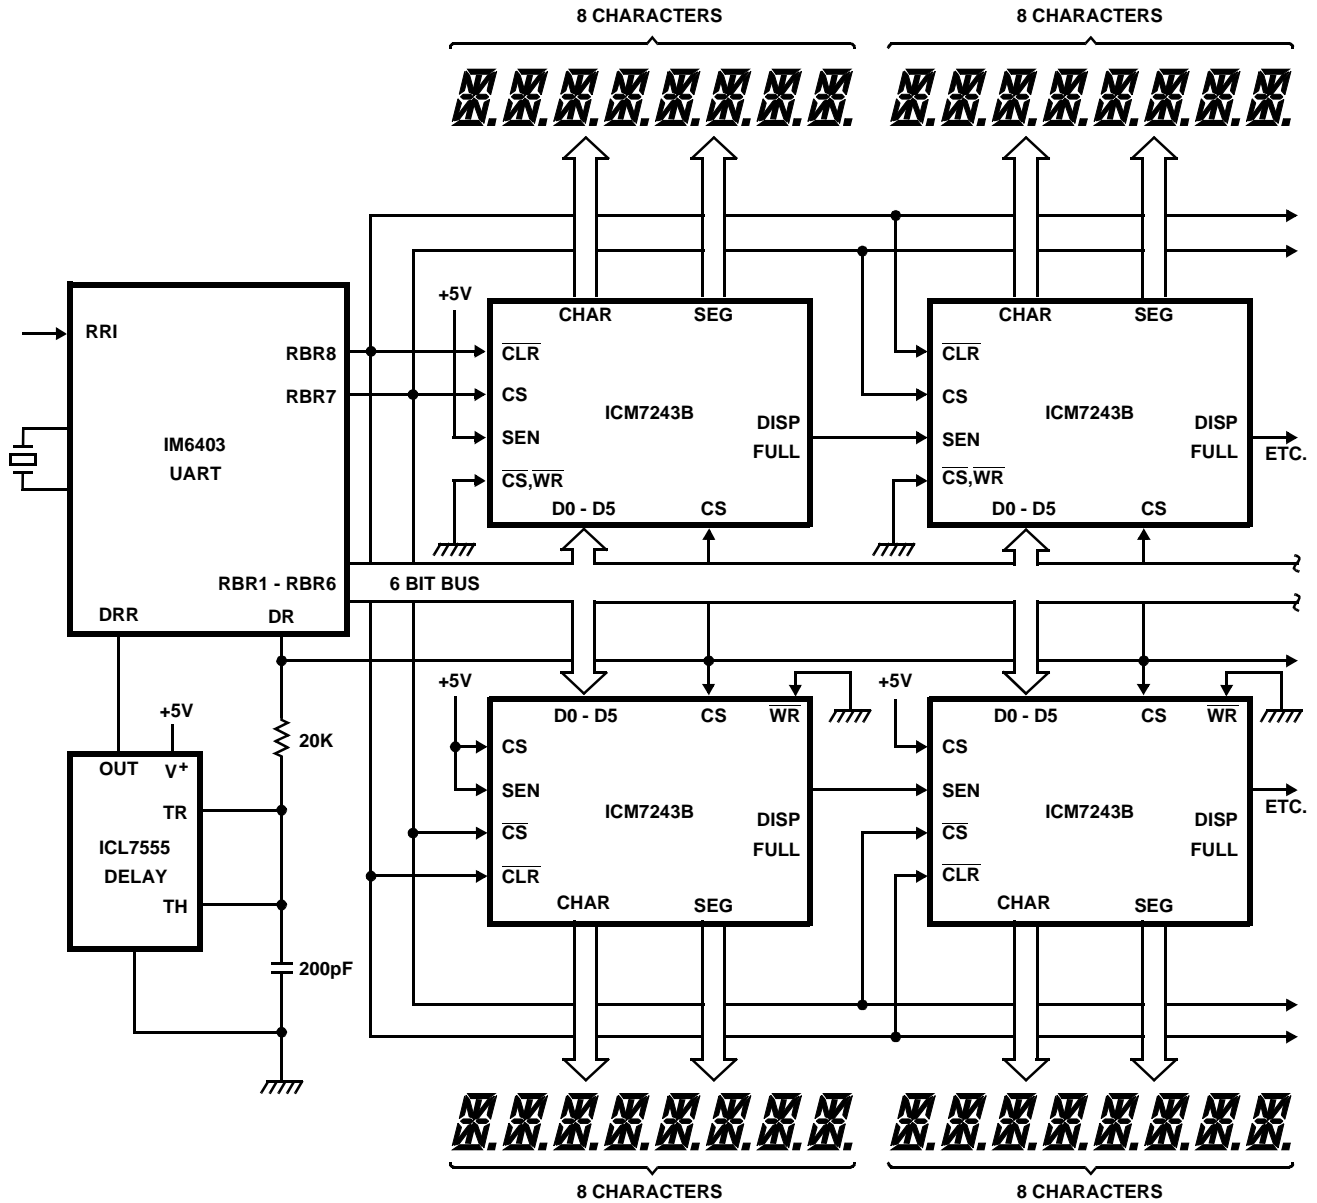 8 CHARACTERS
8 CHARACTERS
+5V
CHAR
SEG
CHAR
SEG
RRI
RBR8
RBR7
IM6403
UART
RBR1 - RBR6
DRR
DR
6 BIT BUS
CLR
CS
SEN
CS,WR
ICM7243B
DISP
FULL
D0 - D5
CS
CLR
CS
SEN
CS,WR
ICM7243B
DISP
FULL
D0 - D5
CS
ETC.
+5V
20K
OUT
V+
TR
ICL7555
DELAY
TH
200pF
+5V
D0 - D5
CS
WR
CS
SEN
CS
CLR
ICM7243B
DISP
FULL
CHAR
SEG
+5V
D0 - D5
CS
WR
CS
SEN
CS
CLR
ICM7243B
DISP
FULL
CHAR
SEG
ETC.
8 CHARACTERS
8 CHARACTERS